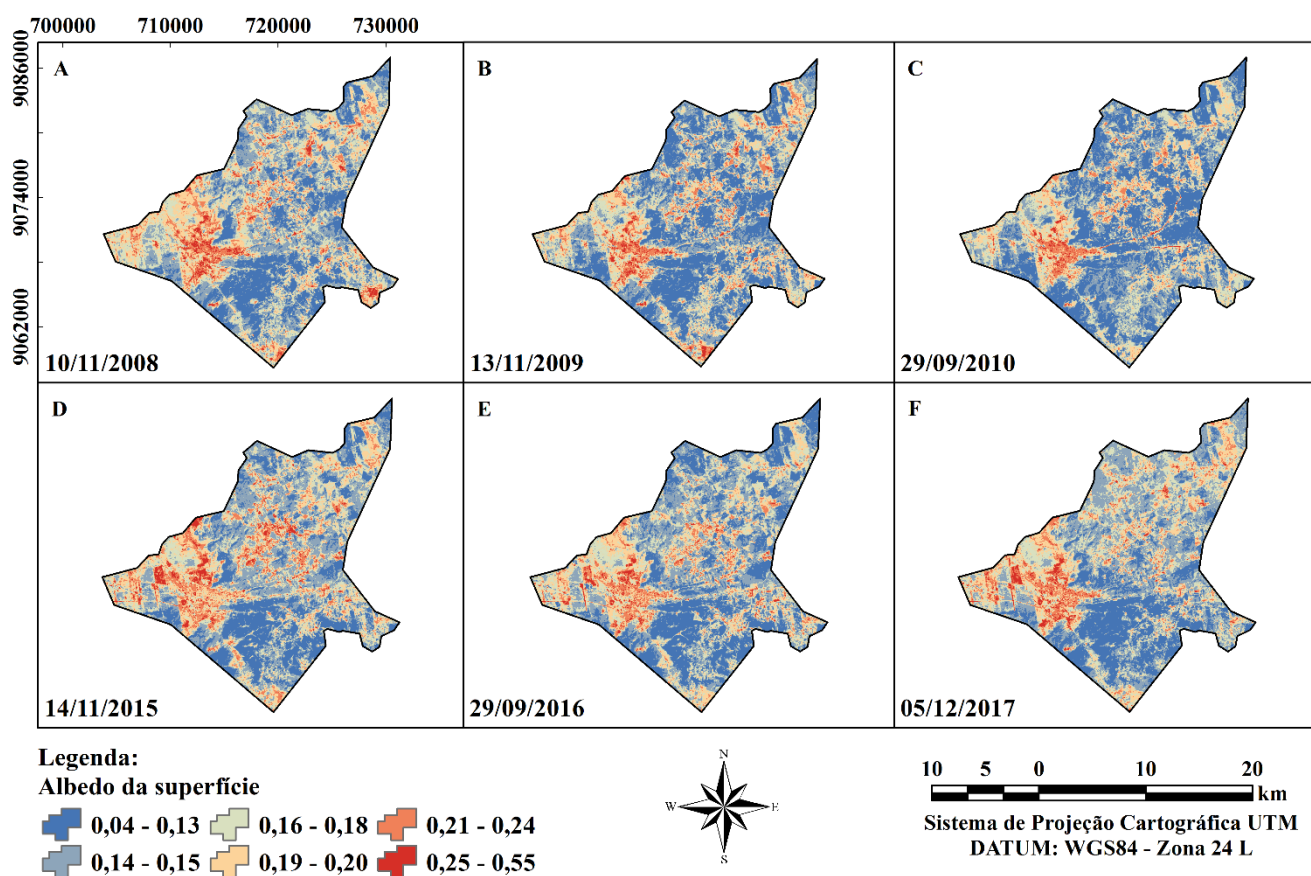 700000 710000 720000 730000
9086000
9074000
9062000
A
10/11/2008
B
13/11/2009
C
29/09/2010
D
14/11/2015
E
29/09/2016
F
05/12/2017
Legenda:
Albedo da superfície
0,04 - 0,13 0,16 - 0,18 0,21 - 0,24
0,14 - 0,15 0,19 - 0,20 0,25 - 0,55
N
W E
S
10 5 0 10 20
km
Sistema de Projeção Cartográfica UTM
DATUM: WGS84 - Zona 24 L